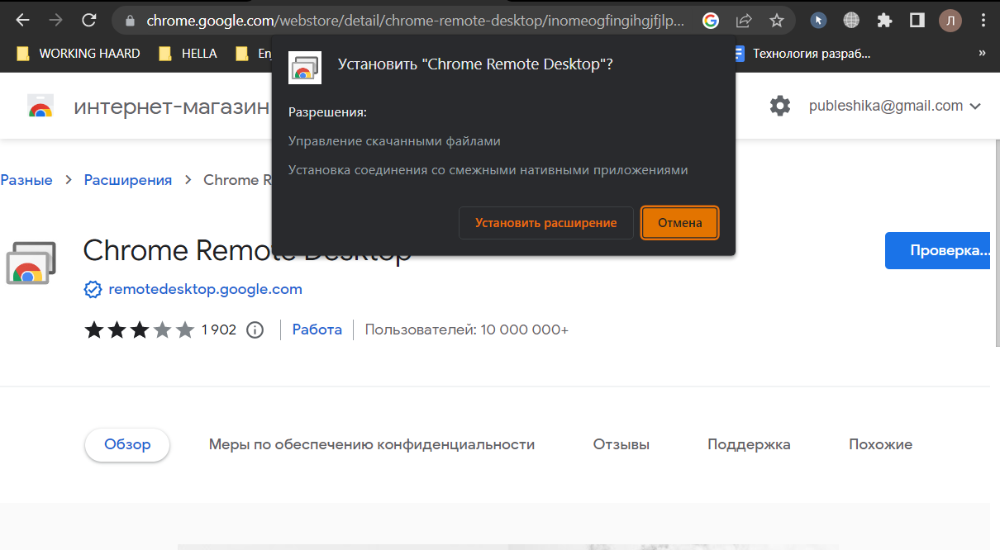 chrome.google.com/webstore/detail/chrome-remote-desktop/inomeogfingihgjfjlp...
Л
WORKING HAARD
HELLA
En
Технология разраб...
»
Установить "Chrome Remote Desktop"?
Разрешения:
Управление скачанными файлами
Установка соединения со смежными нативными приложениями
Установить расширение
Отмена
интернет-магазин
publeshika@gmail.com
Разные > Расширения > Chrome R
Chrome Remote Desktop
Проверка...
remotedesktop.google.com
1 902
Работа
Пользователей: 10 000 000+
Обзор
Меры по обеспечению конфиденциальности
Отзывы
Поддержка
Похожие